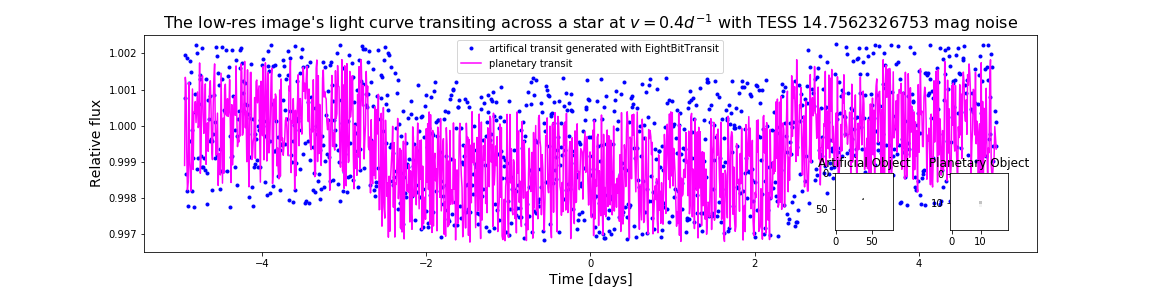 The low-res image's light curve transiting across a star at v = 0.4d⁻¹ with TESS 14.7562326753 mag noise
artifical transit generated with EightBitTransit
planetary transit
Relative flux
1.002
1.001
1.000
0.999
0.998
0.997
Artificial Object
Planetary Object
0
50
0
50
0
10
0
10
−4
−2
0
2
4
Time [days]